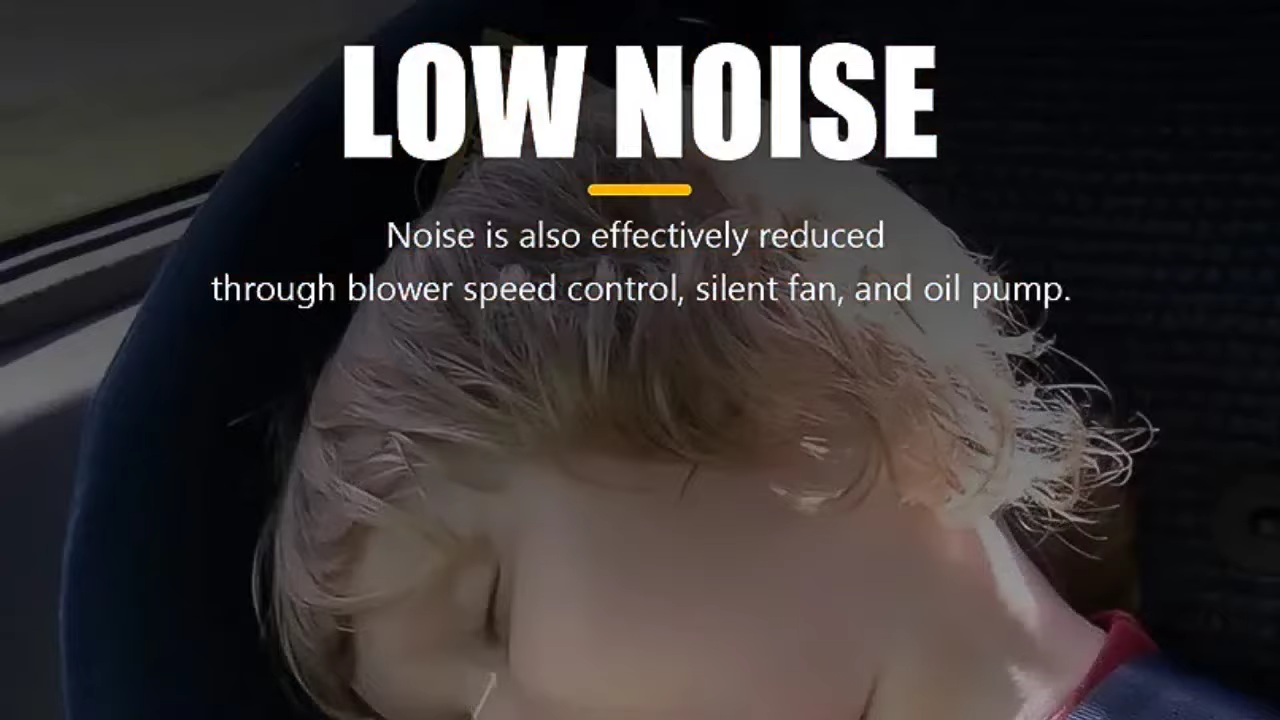 LOW NOISE
Noise is also effectively reduced
through blower speed control, silent fan, and oil pump.